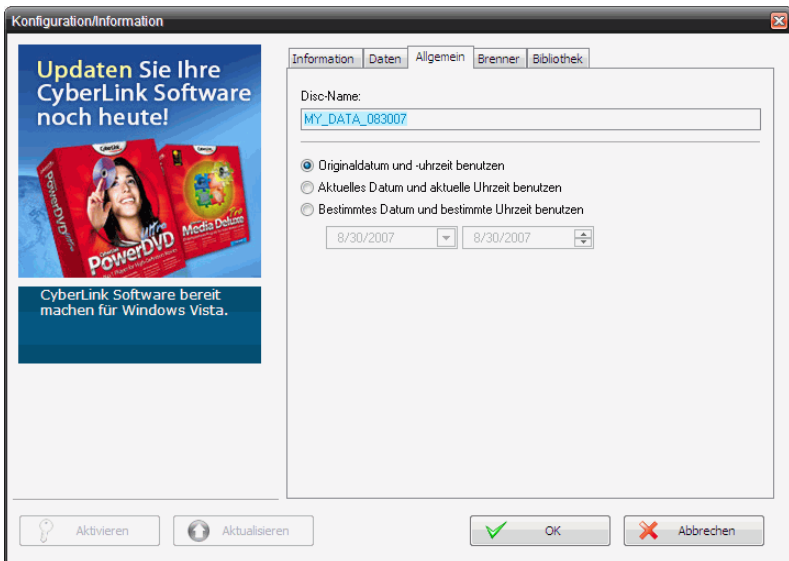 Konfiguration/Information
Updaten Sie Ihre
CyberLink Software
noch heute!
CyberLink
PowerDVD
ultra
PowerDVD
Media Deluxe
CyberLink Software bereit
machen für Windows Vista.
Information Daten Allgemein Brenner Bibliothek
Disc-Name:
MY_DATA_083007
Originaldatum und -uhrzeit benutzen
Aktuelles Datum und aktuelle Uhrzeit benutzen
Bestimmtes Datum und bestimmte Uhrzeit benutzen
8/30/2007 8/30/2007
Aktivieren Aktualisieren OK Abbrechen